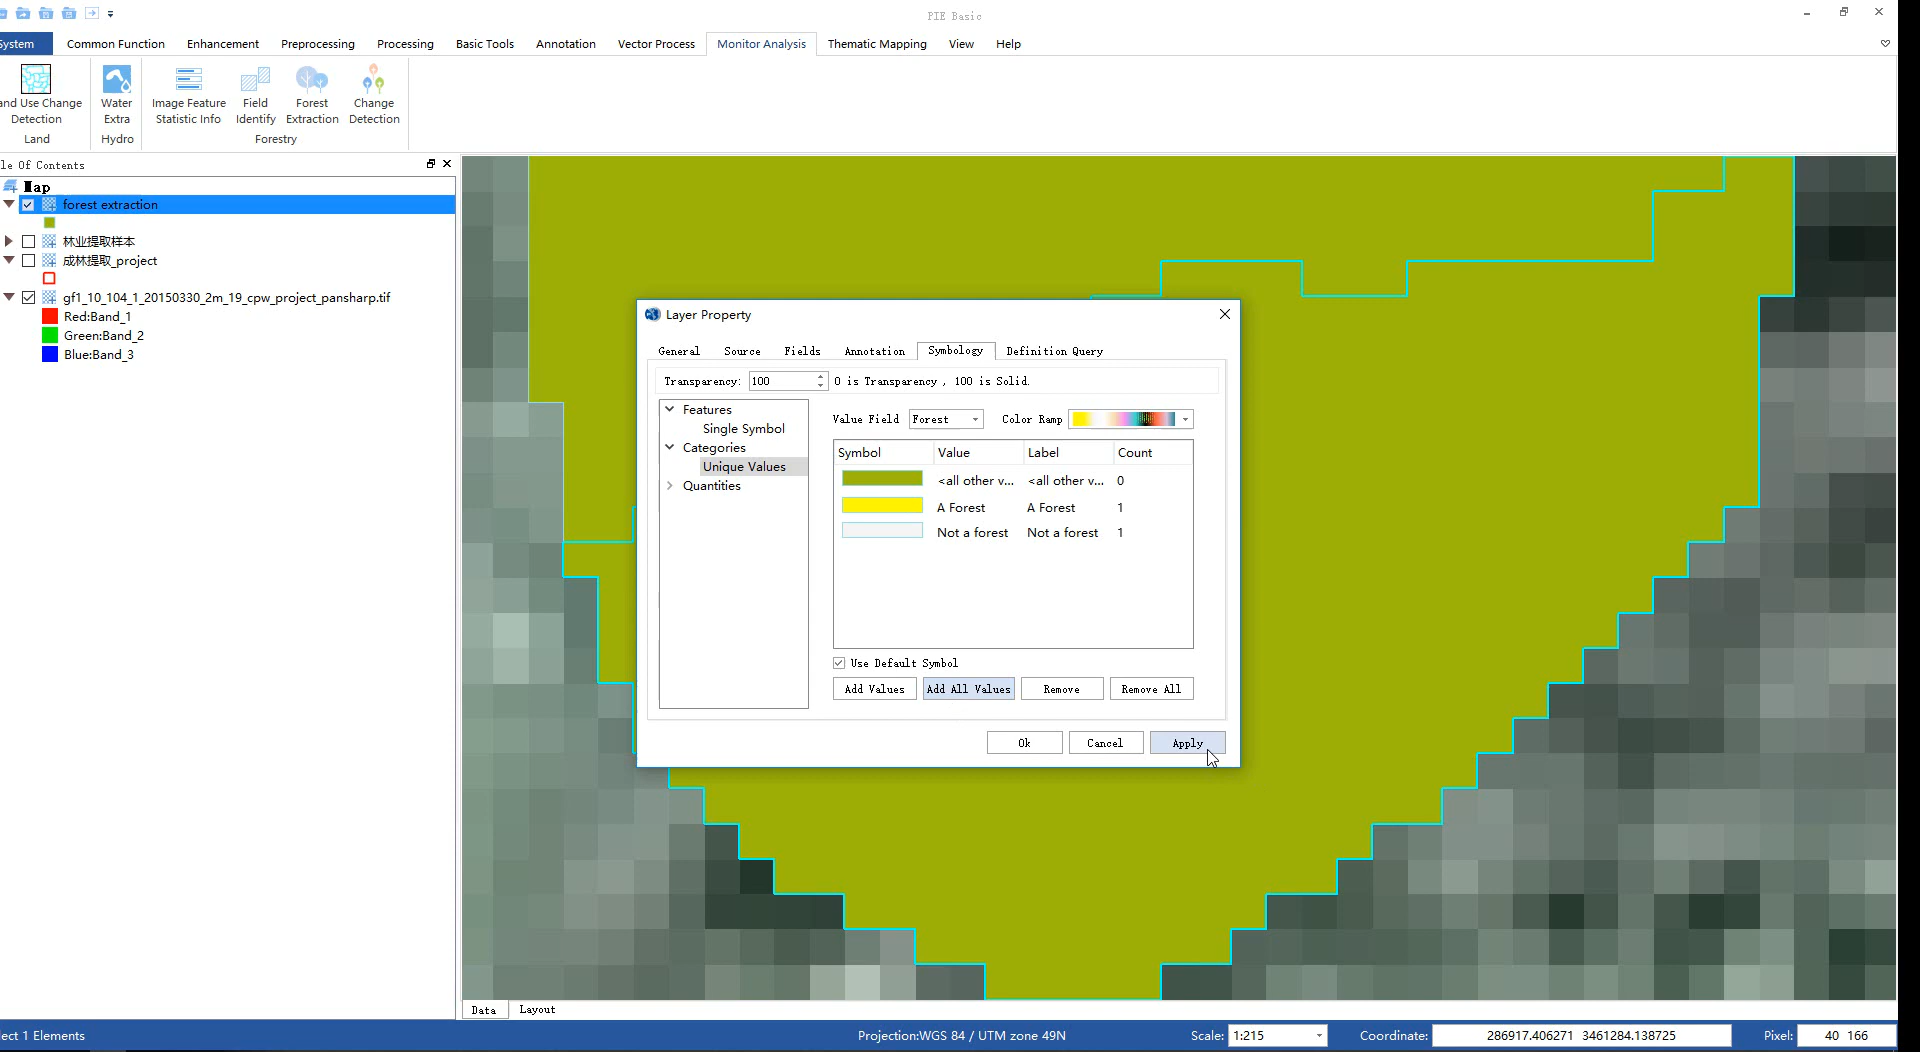 PIE Basic
System Common Function Enhancement Preprocessing Processing Basic Tools Annotation Vector Process Monitor Analysis Thematic Mapping View Help
and Use Change Detection
Water Extra
Image Feature Statistic Info
Field Identify
Forest Extraction
Change Detection
Land Hydro Forestry
le Of Contents
Map
forest extraction
林业提取样本
成林提取_project
gf1_10_104_1_20150330_2m_19_cpw_project_pansharp.tif
Red:Band_1
Green:Band_2
Blue:Band_3
Layer Property
General Source Fields Annotation Symbology Definition Query
Transparency: 100 0 is Transparency , 100 is Solid.
Features
Single Symbol
Categories
Unique Values
Quantities
Value Field Forest Color Ramp
Symbol Value Label Count
<all other v... <all other v... 0
A Forest A Forest 1
Not a forest Not a forest 1
Use Default Symbol
Add Values Add All Values Remove Remove All
Ok Cancel Apply
Data Layout
lect 1 Elements Projection:WGS 84 / UTM zone 49N Scale: 1:215 Coordinate: 286917.406271 3461284.138725 Pixel: 40 166